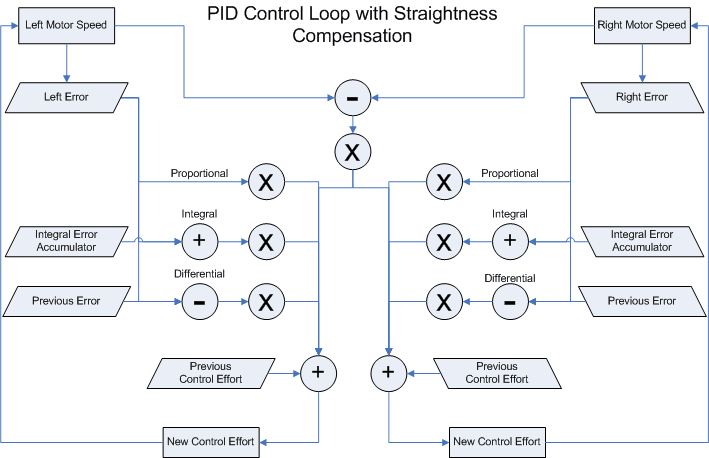 PID Control Loop with Straightness
Compensation
Left Motor Speed
Right Motor Speed
Left Error
-
Right Error
X
Proportional
X
X
Proportional
Integral
Integral
Integral Error
Accumulator
+
X
X
+
Integral Error
Accumulator
Differential
Differential
Previous Error
-
X
X
-
Previous Error
Previous
Control Effort
+
+
Previous
Control Effort
New Control Effort
New Control Effort